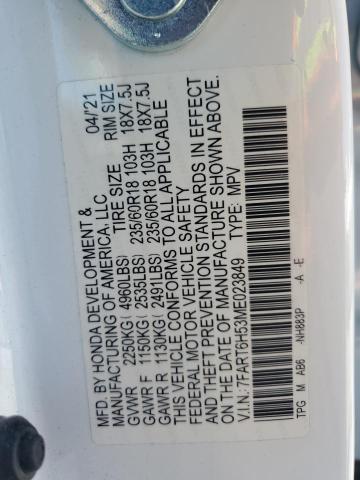 MFD. BY HONDA DEVELOPMENT & 04/21
MANUFACTURING OF AMERICA, LLC
TIRE SIZE RIM SIZE
GVWR 2250KG ( 4960LBS)
GAWR F 1150KG ( 2535LBS) 235/60R18 103H 18X7.5J
GAWR R 1130KG ( 2491LBS) 235/60R18 103H 18X7.5J
THIS VEHICLE CONFORMS TO ALL APPLICABLE
FEDERAL MOTOR VEHICLE SAFETY
AND THEFT PREVENTION STANDARDS IN EFFECT
ON THE DATE OF MANUFACTURE SHOWN ABOVE.
V.I.N.: 7FART6H53ME023849 TYPE: MPV
TPG M AB6 -NH883P -A -E